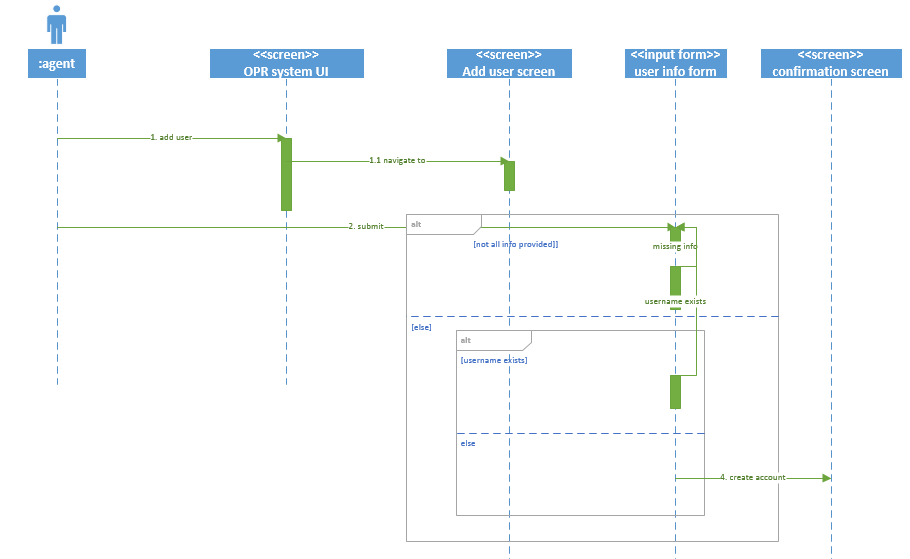 :agent
<<screen>>
OPR system UI
<<screen>>
Add user screen
<<input form>>
user info form
<<screen>>
confirmation screen
1. add user
1.1 navigate to
2. submit
alt
[not all info provided]]
missing info
username exists
[else]
alt
[username exists]
else
4. create account